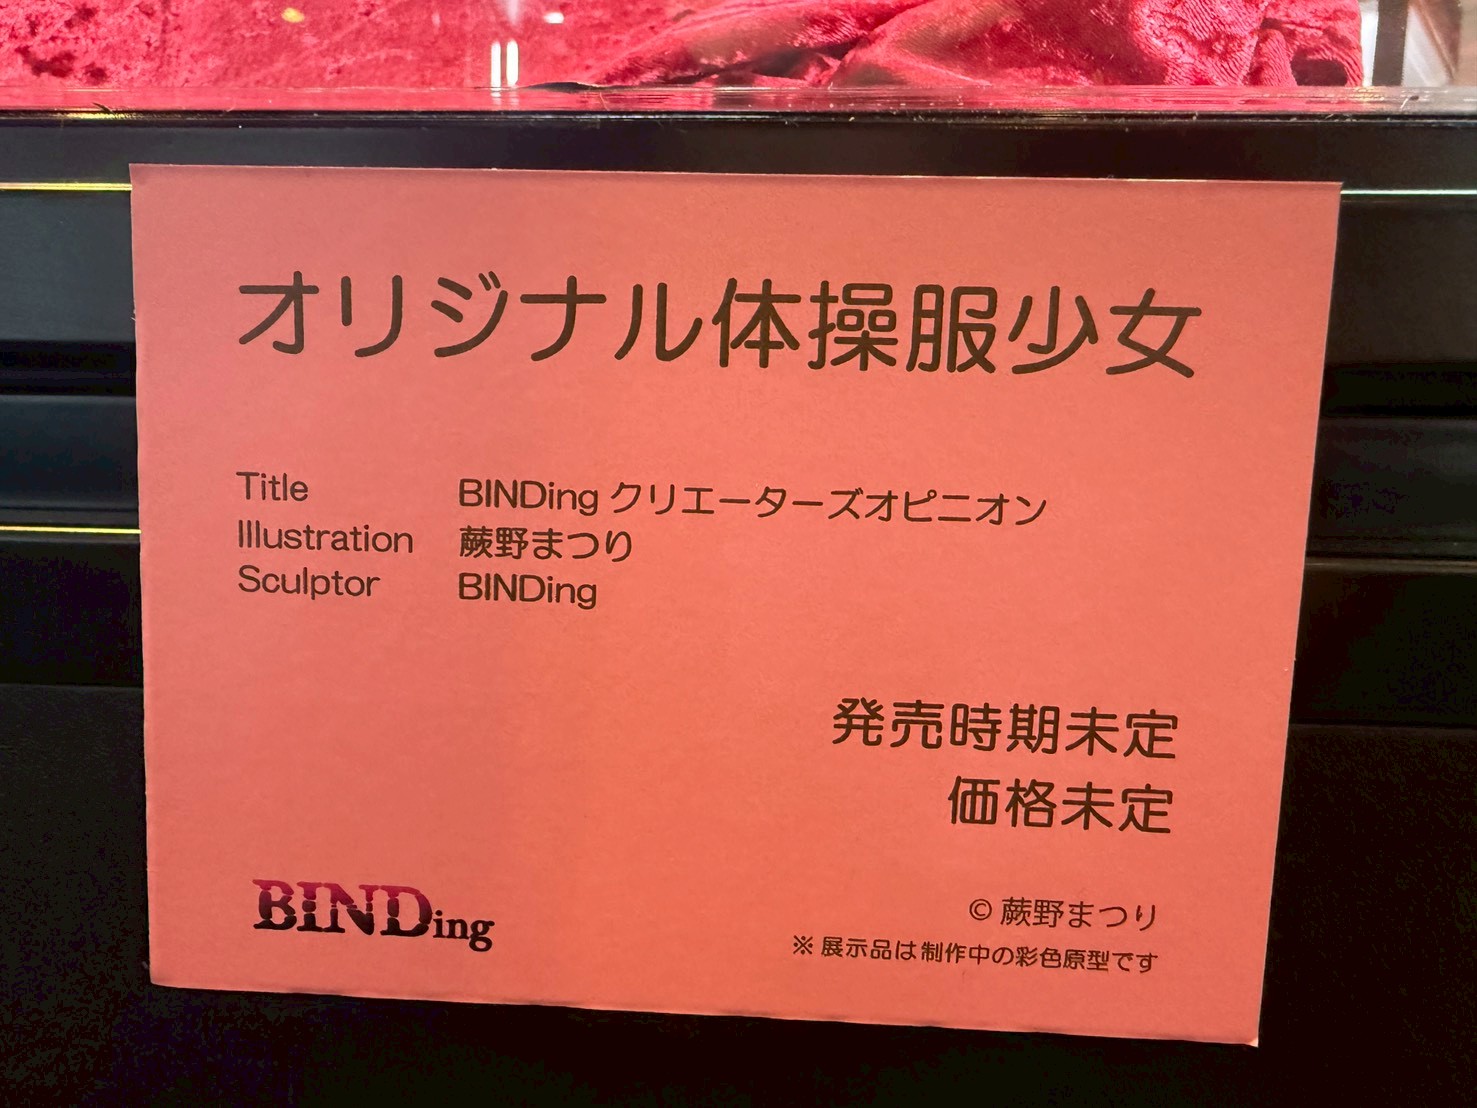 オリジナル体操服少女
Title BINDing クリエーターズオピニオン
Illustration 蕨野まつり
Sculptor BINDing
発売時期未定
価格未定
BINDing
© 蕨野まつり
※ 展示品は制作中の彩色原型です